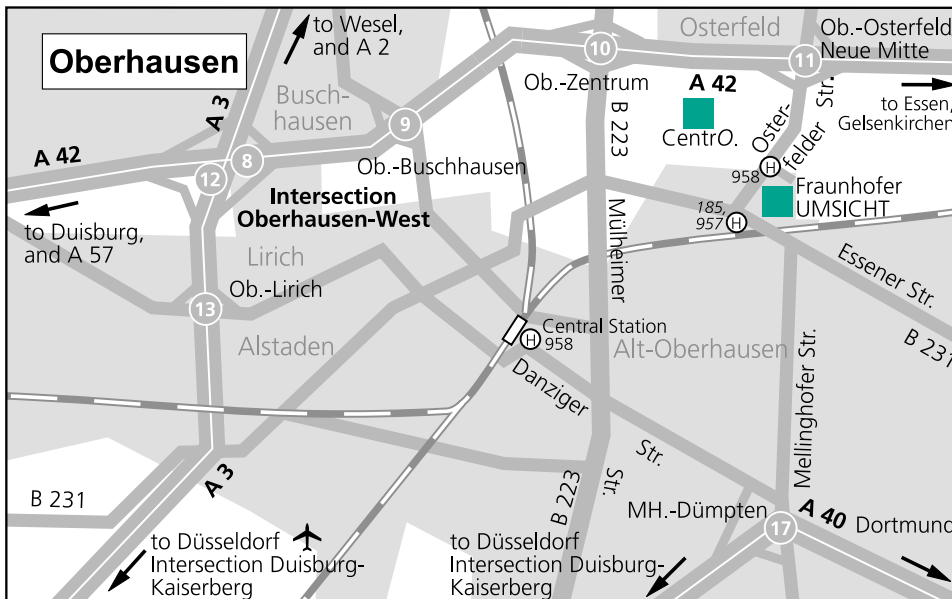 Oberhausen
to Wesel,
and A 2
A 3
Busch-
hausen
10
Osterfeld
11
Ob.-Osterfeld
Neue Mitte
Ob.-Zentrum
A 42
CentrO.
B 223
Oster-
felder
Str.
to Essen,
Gelsenkirchen
9
Ob.-Buschhausen
A 42
8
12
Intersection
Oberhausen-West
to Duisburg,
and A 57
H
958
Fraunhofer
UMSICHT
185,
957
H
Mülheimer
Essener Str.
B 231
Lirich
Ob.-Lirich
13
Alstaden
Central Station
H
958
Alt-Oberhausen
Danziger
Str.
Mellinghofer Str.
A 3
B 231
B 223
Str.
MH.-Dümpten
17
A 40
Dortmund
to Düsseldorf
Intersection Duisburg-
Kaiserberg
to Düsseldorf
Intersection Duisburg-
Kaiserberg